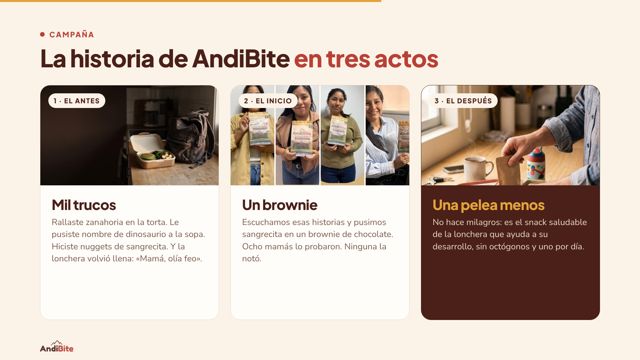 CAMPAÑA
La historia de AndiBite en tres actos
1 · EL ANTES
Mil trucos
Rallaste zanahoria en la torta. Le
pusiste nombre de dinosaurio a la sopa.
Hiciste nuggets de sangrecita. Y la
lonchera volvió llena: «Mamá, olía feo».
2 · EL INICIO
Un brownie
Escuchamos esas historias y pusimos
sangrecita en un brownie de chocolate.
Ocho mamás lo probaron. Ninguna la
notó.
3 · EL DESPUÉS
Una pelea menos
No hace milagros: es el snack saludable
de la lonchera que ayuda a su
desarrollo, sin octógonos y uno por día.
AndiBite